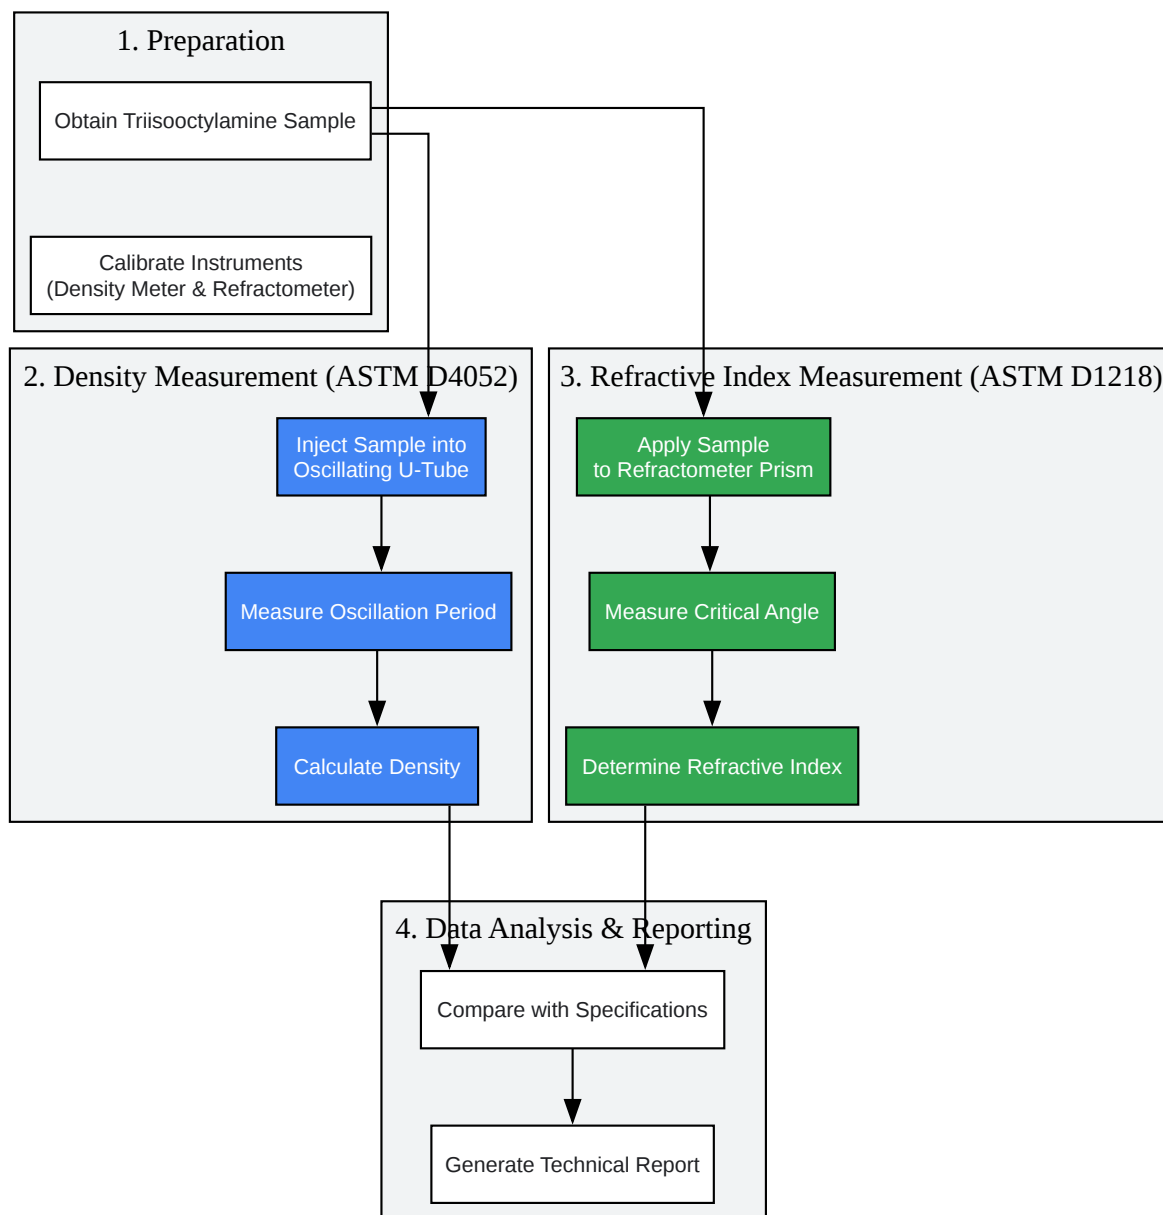 1. Preparation
Obtain Triisooctylamine Sample
Calibrate Instruments
(Density Meter & Refractometer)
2. Density Measurement (ASTM D4052)
Inject Sample into
Oscillating U-Tube
Measure Oscillation Period
Calculate Density
3. Refractive Index Measurement (ASTM D1218)
Apply Sample
to Refractometer Prism
Measure Critical Angle
Determine Refractive Index
4. Data Analysis & Reporting
Compare with Specifications
Generate Technical Report